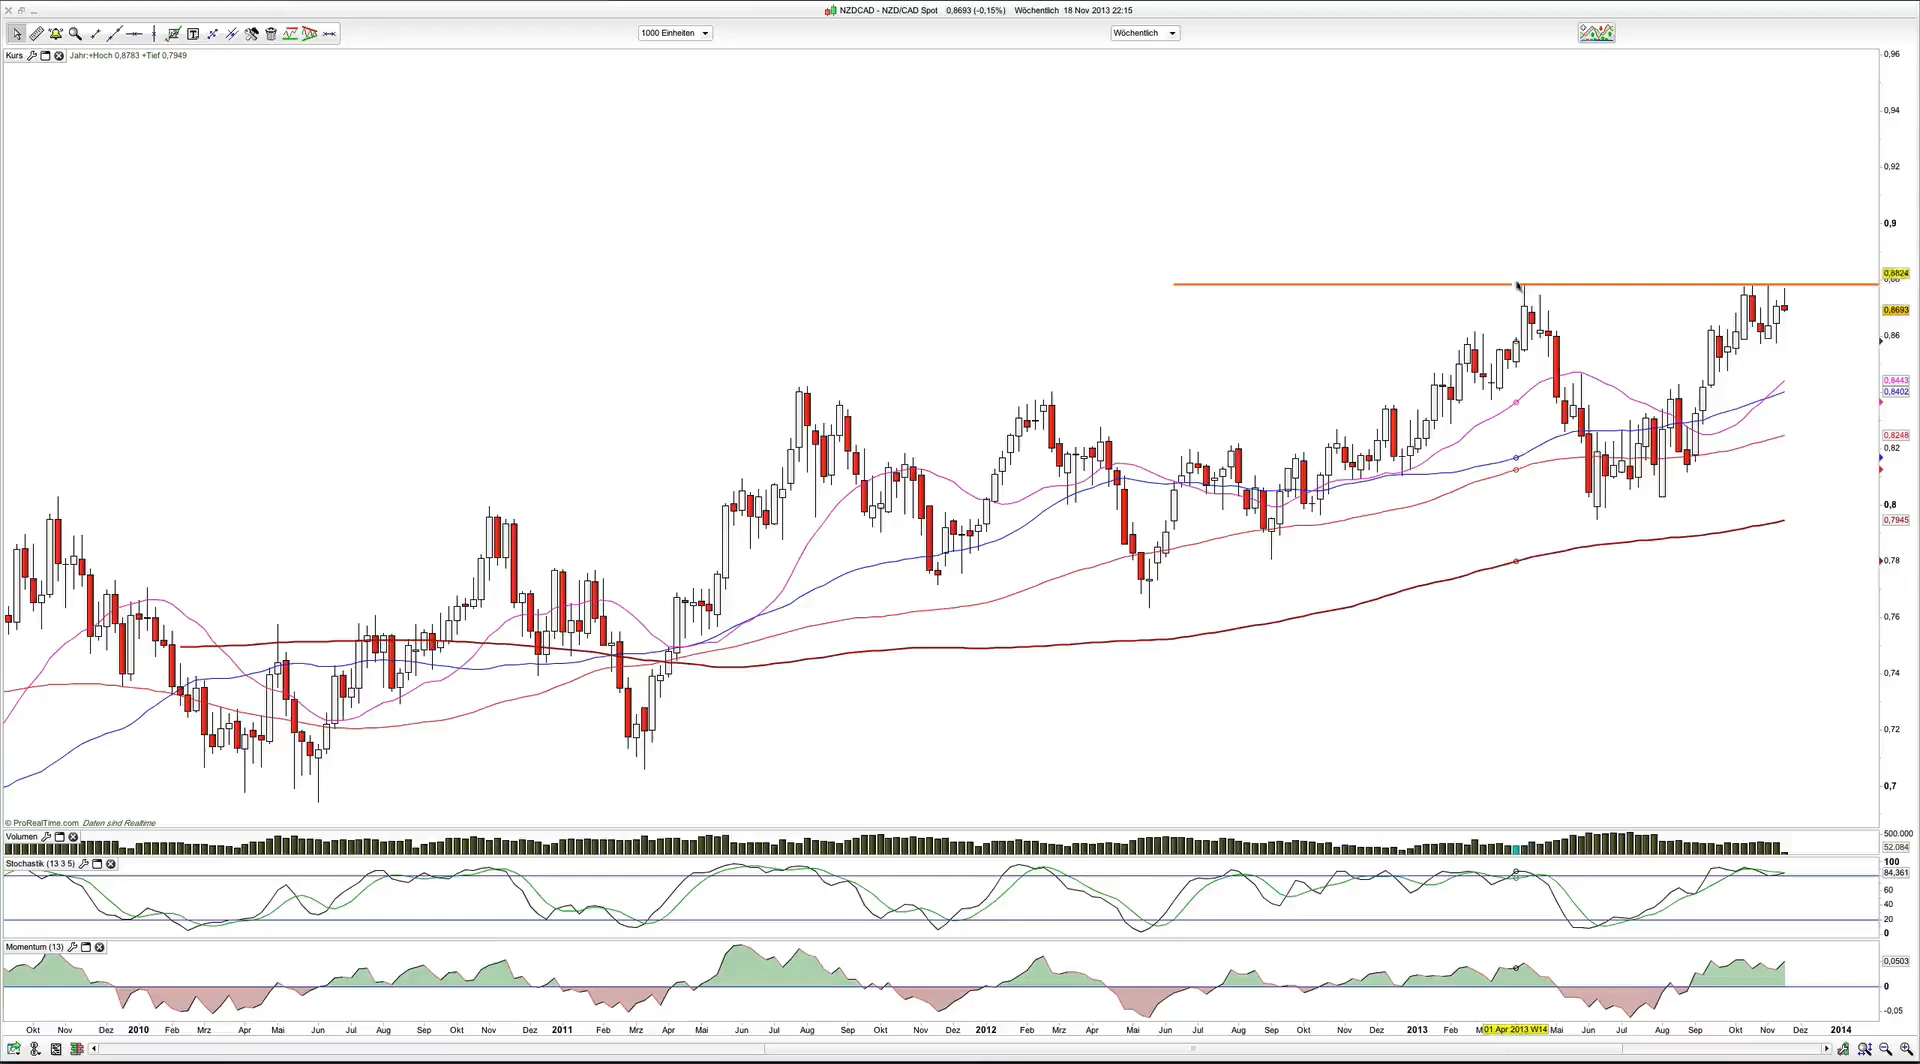 NZDCAD - NZD/CAD Spot 0,8693 (-0,15%) Wöchentlich 18 Nov 2013 22:15
1000 Einheiten
Wöchentlich
Kurs
Jahr:+Hoch 0,8783 +Tief 0,7949
0,96
0,94
0,92
0,9
0,8824
0,8693
0,86
0,8443
0,8402
0,8248
0,82
0,8
0,7945
0,78
0,76
0,74
0,72
0,7
© ProRealTime.com Daten sind Realtime
Volumen
500.000
52.084
Stochastik (13 3 5)
100
84,361
60
40
20
0
Momentum (13)
0,0503
0
-0,05
Okt Nov Dez 2010 Feb Mrz Apr Mai Jun Jul Aug Sep Okt Nov 2011 Feb Mrz Apr Mai Jun Jul Aug Sep Okt Nov Dez 2012 Feb Mrz Apr Mai Jun Jul Aug Sep Okt Nov Dez 2013 Feb 01 Apr 2013 W14 Mai Jun Jul Aug Sep Okt Nov Dez 2014